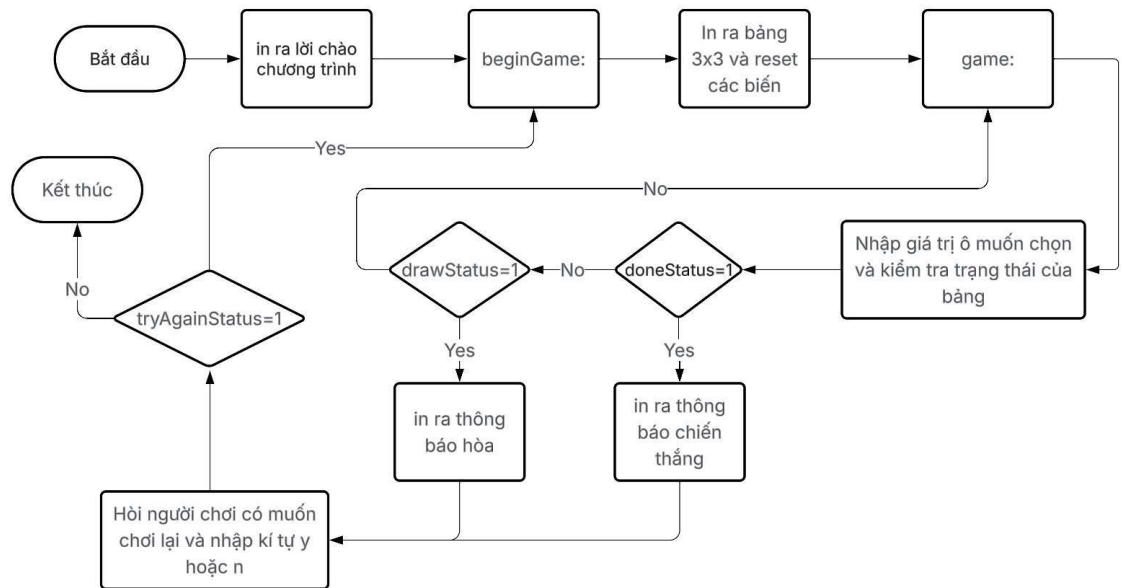 Bắt đầu
in ra lời chào
chương trình
beginGame:
In ra bảng
3x3 và reset
các biến
game:
Yes
No
Kết thúc
Nhập giá trị ô muốn chọn
và kiểm tra trạng thái của
bảng
doneStatus=1
No
drawStatus=1
No
tryAgainStatus=1
Yes
Yes
in ra thông
báo hòa
in ra thông
báo chiến
thắng
Hỏi người chơi có muốn
chơi lại và nhập kí tự y
hoặc n